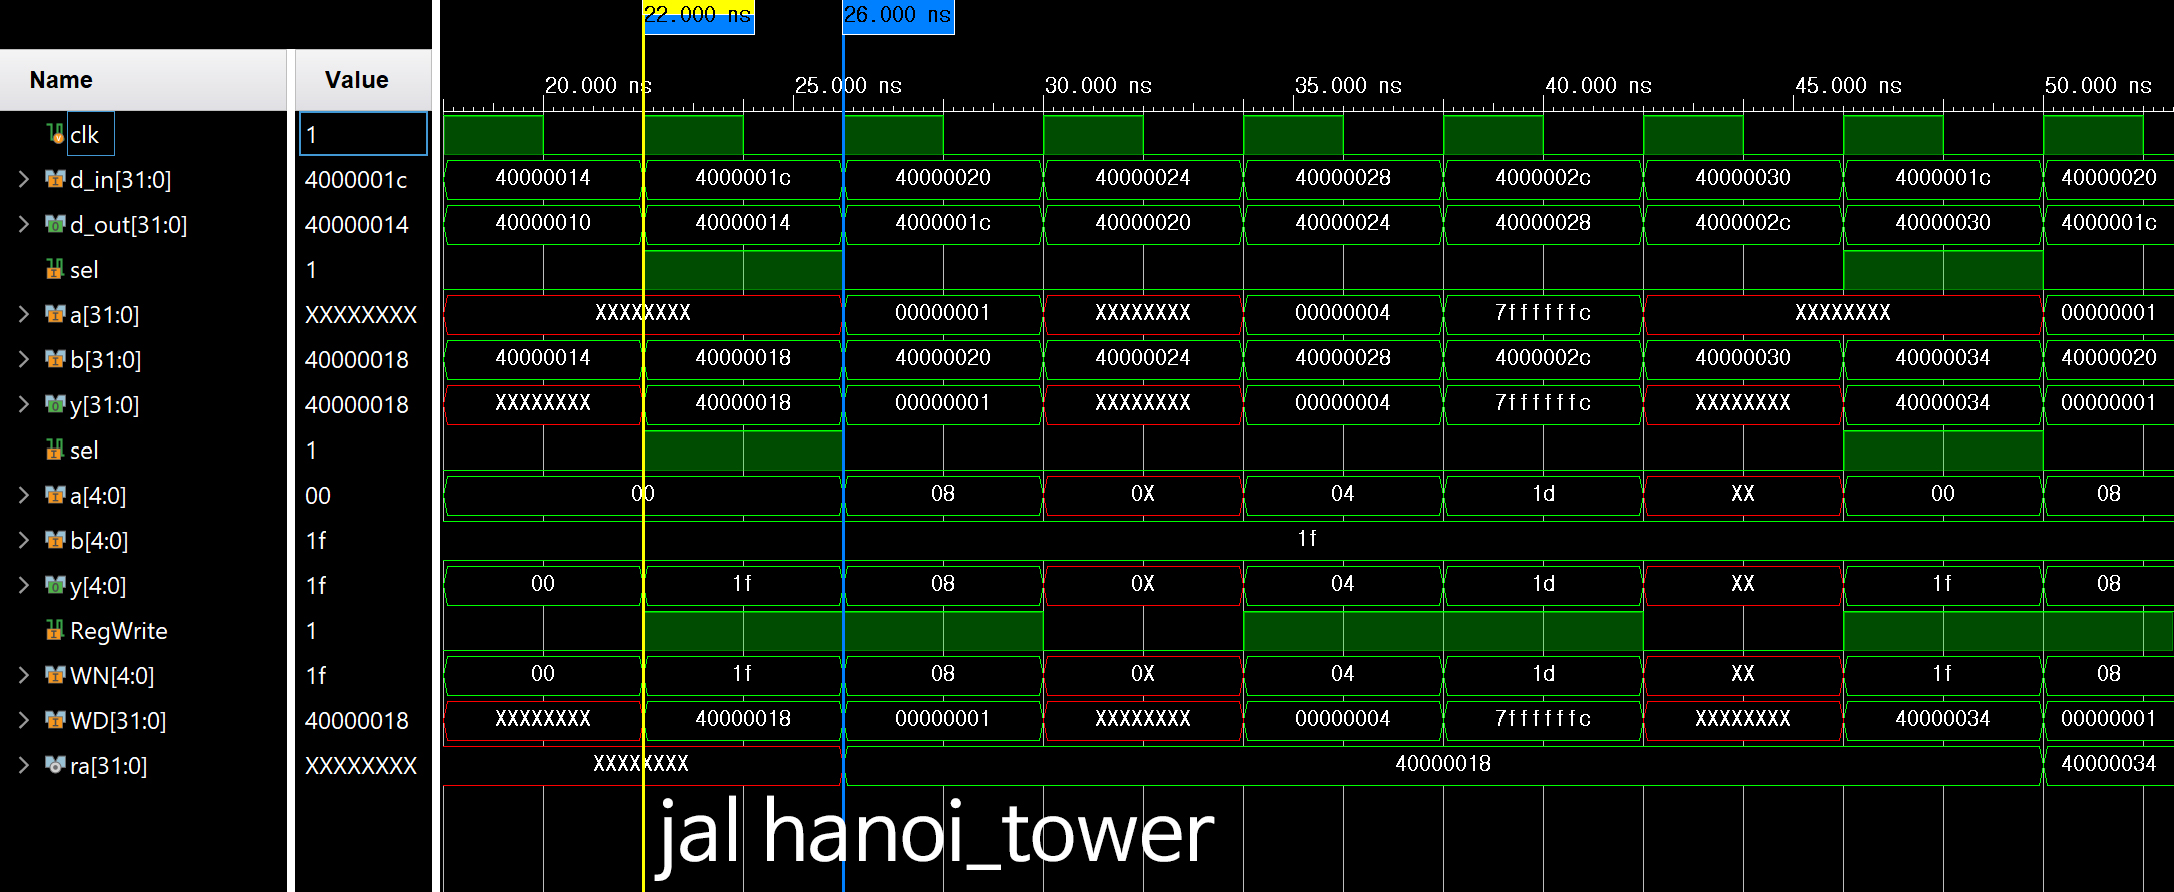 22.000 ns 26.000 ns
Name Value
20.000 ns 25.000 ns 30.000 ns 35.000 ns 40.000 ns 45.000 ns 50.000 ns
clk 1
d_in[31:0] 4000001c 40000014 4000001c 40000020 40000024 40000028 4000002c 40000030 4000001c 40000020
d_out[31:0] 40000014 40000010 40000014 4000001c 40000020 40000024 40000028 4000002c 40000030 4000001c
sel 1
a[31:0] XXXXXXXX XXXXXXXX 00000001 XXXXXXXX 00000004 7ffffffc XXXXXXXX 00000001
b[31:0] 40000018 40000014 40000018 40000020 40000024 40000028 4000002c 40000030 40000034 40000020
y[31:0] 40000018 XXXXXXXX 40000018 00000001 XXXXXXXX 00000004 7ffffffc XXXXXXXX 40000034 00000001
sel 1
a[4:0] 00 00 08 0X 04 1d XX 00 08
b[4:0] 1f 1f
y[4:0] 1f 00 1f 08 0X 04 1d XX 1f 08
RegWrite 1
WN[4:0] 1f 00 1f 08 0X 04 1d XX 1f 08
WD[31:0] 40000018 XXXXXXXX 40000018 00000001 XXXXXXXX 00000004 7ffffffc XXXXXXXX 40000034 00000001
ra[31:0] XXXXXXXX XXXXXXXX 40000018 40000034
jal hanoi_tower